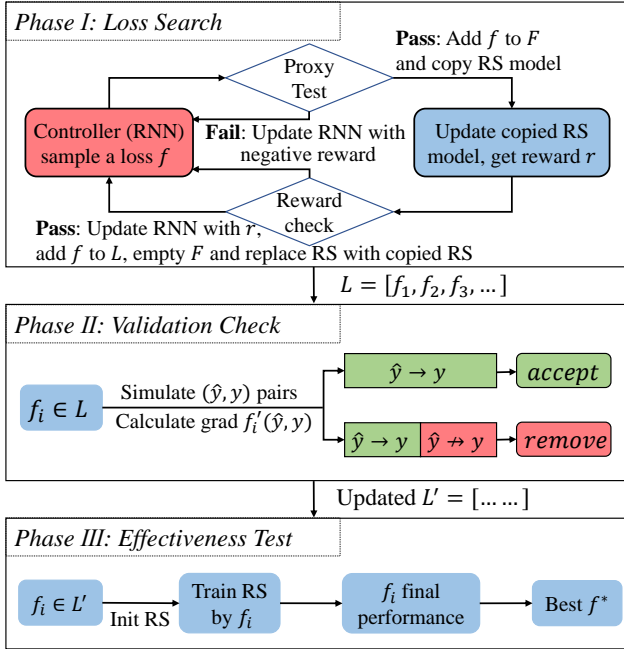 Phase I: Loss Search
Proxy
Test
Pass: Add f to F
and copy RS model
Controller (RNN)
sample a loss f
Fail: Update RNN with
negative reward
Update copied RS
model, get reward r
Reward
check
Pass: Update RNN with r,
add f to L, empty F and replace RS with copied RS
L = [f₁, f₂, f₃, …]
Phase II: Validation Check
fᵢ ∈ L
Simulate (ŷ, y) pairs
Calculate grad fᵢ′(ŷ, y)
ŷ → y
accept
ŷ → y
ŷ ↛ y
remove
Updated L′ = [… …]
Phase III: Effectiveness Test
fᵢ ∈ L′
Init RS
Train RS
by fᵢ
fᵢ final
performance
Best f*